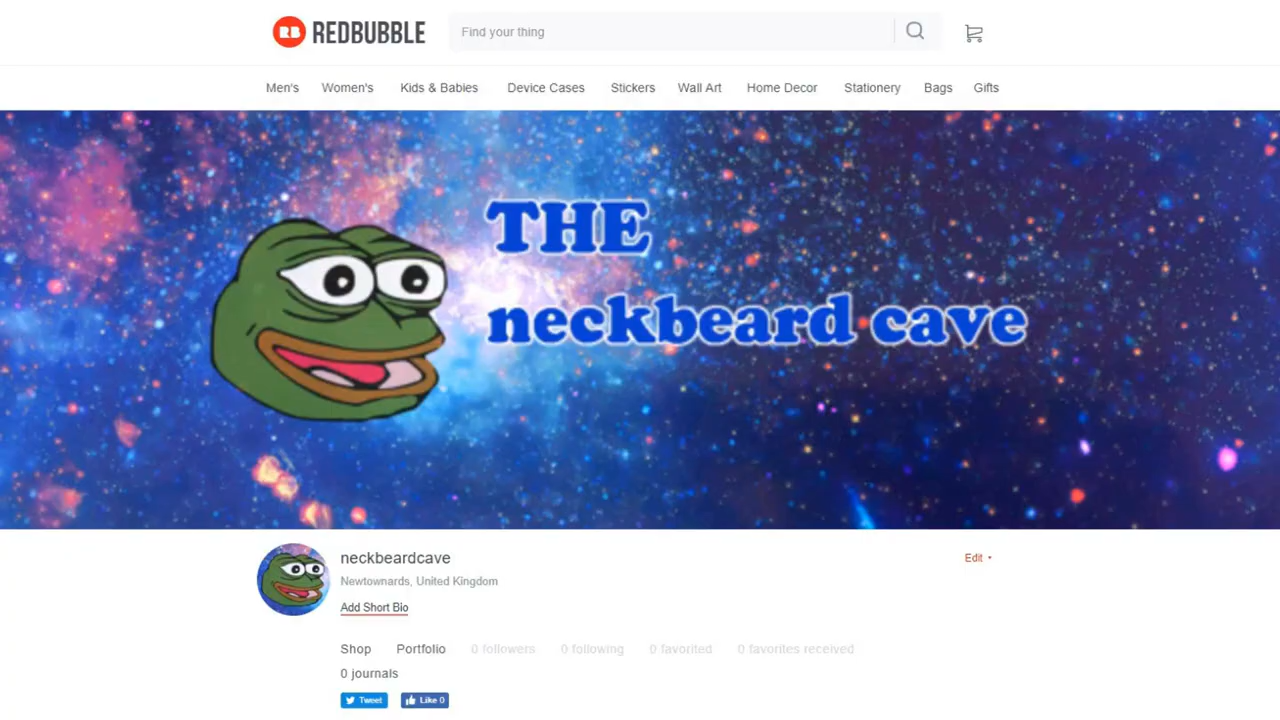 RB REDBUBBLE
Find your thing
Men's Women's Kids & Babies Device Cases Stickers Wall Art Home Decor Stationery Bags Gifts
THE
neckbeard cave
neckbeardcave
Edit
Newtownards, United Kingdom
Add Short Bio
Shop Portfolio 0 followers 0 following 0 favorited 0 favorites received
0 journals
Tweet Like 0